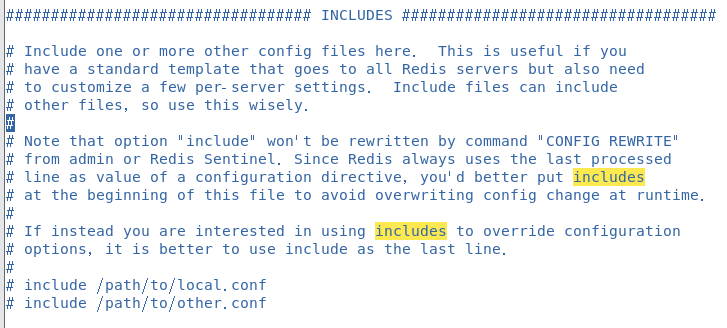 ################################## INCLUDES ###################################
# Include one or more other config files here.  This is useful if you
# have a standard template that goes to all Redis servers but also need
# to customize a few per-server settings.  Include files can include
# other files, so use this wisely.
#
# Note that option "include" won't be rewritten by command "CONFIG REWRITE"
# from admin or Redis Sentinel. Since Redis always uses the last processed
# line as value of a configuration directive, you'd better put includes
# at the beginning of this file to avoid overwriting config change at runtime.
#
# If instead you are interested in using includes to override configuration
# options, it is better to use include as the last line.
#
# include /path/to/local.conf
# include /path/to/other.conf